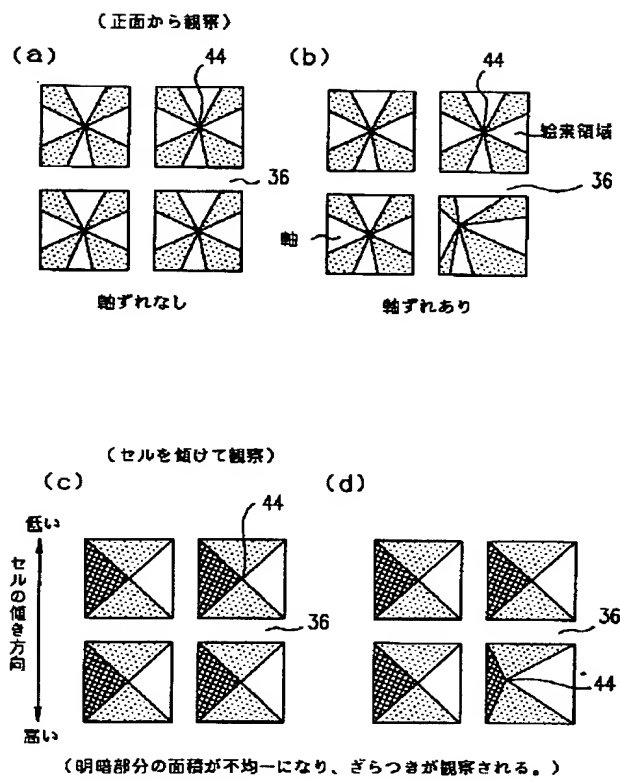 (正面から観察)
(a)
44
(b)
44
絵素領域
36
36
軸
軸ずれなし
軸ずれあり
(セルを傾けて観察)
(c)
44
(d)
低い
セルの傾き方向
36
36
44
高い
(明暗部分の面積が不均一になり、ざらつきが観察される。)